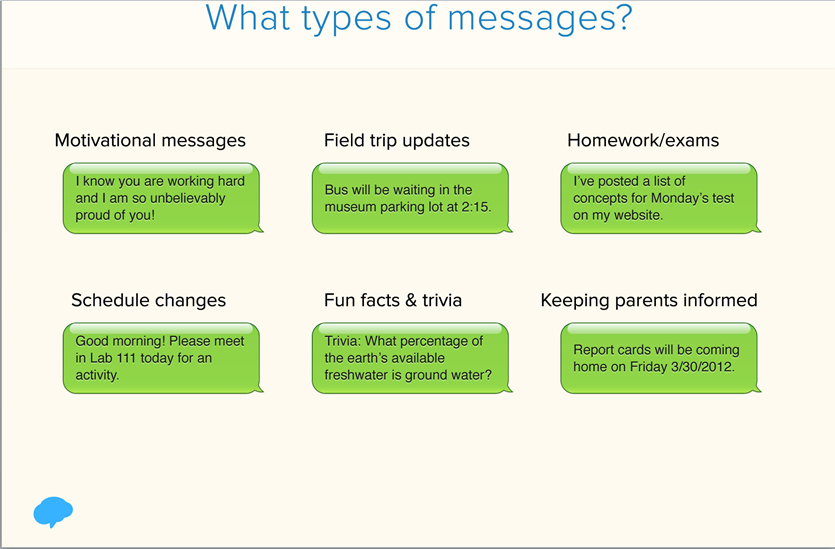 What types of messages?
Motivational messages
I know you are working hard
and I am so unbelievably
proud of you!
Field trip updates
Bus will be waiting in the
museum parking lot at 2:15.
Homework/exams
I've posted a list of
concepts for Monday's test
on my website.
Schedule changes
Good morning! Please meet
in Lab 111 today for an
activity.
Fun facts & trivia
Trivia: What percentage of
the earth's available
freshwater is ground water?
Keeping parents informed
Report cards will be coming
home on Friday 3/30/2012.